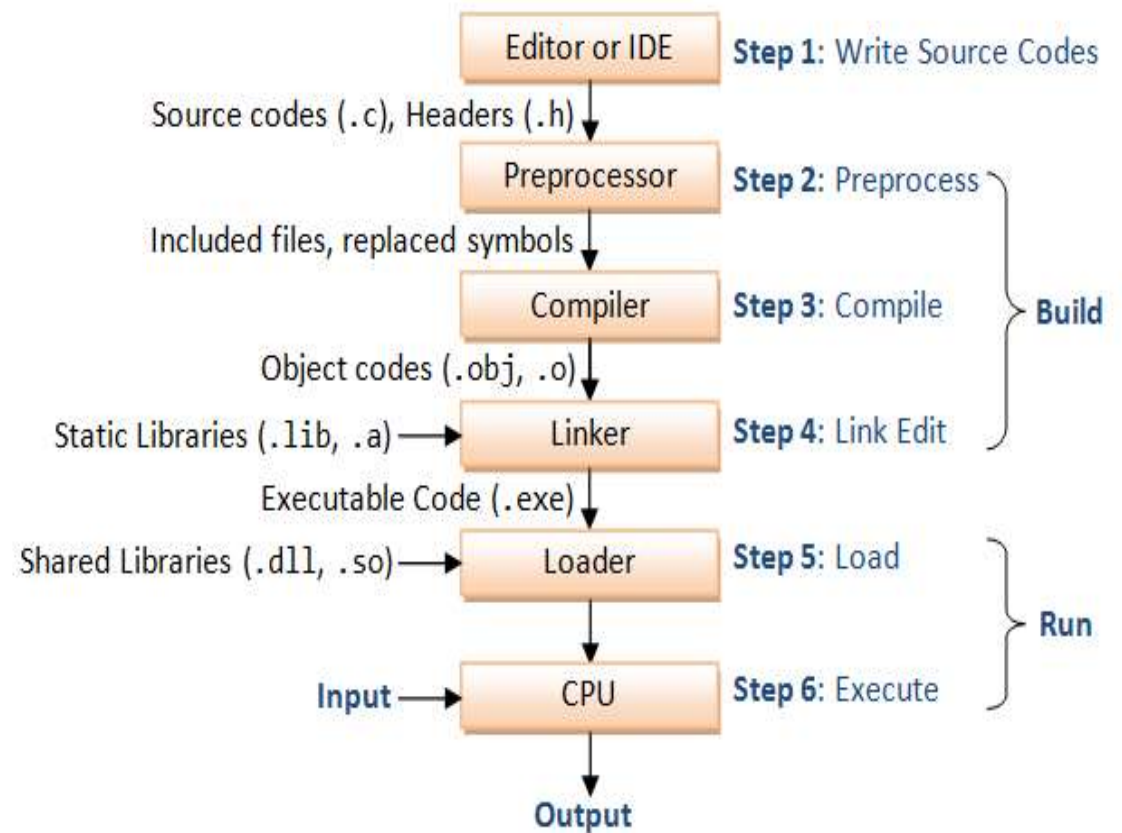 Editor or IDE
Step 1: Write Source Codes
Source codes (.c), Headers (.h)
Preprocessor
Step 2: Preprocess
Included files, replaced symbols
Compiler
Step 3: Compile
Build
Object codes (.obj, .o)
Static Libraries (.lib, .a)
Linker
Step 4: Link Edit
Executable Code (.exe)
Shared Libraries (.dll, .so)
Loader
Step 5: Load
Run
Input
CPU
Step 6: Execute
Output